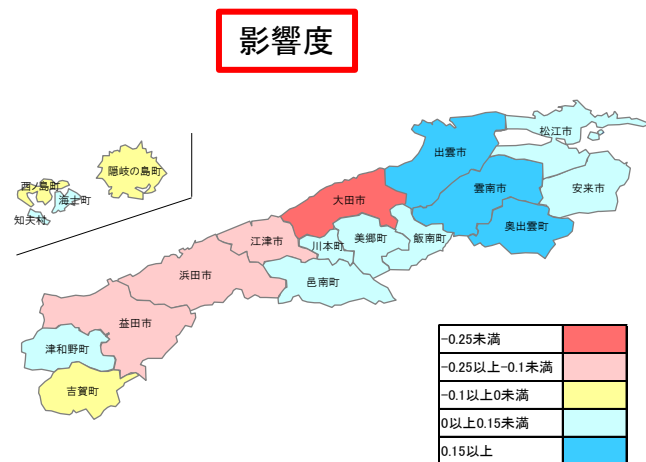 影響度
松江市
出雲市
隠岐の島町
西ノ島町
海士町
雲南市
安来市
大田市
知夫村
奥出雲町
飯南町
美郷町
江津市
川本町
浜田市
邑南町
益田市
津和野町
吉賀町
-0.25未満
-0.25以上-0.1未満
-0.1以上0未満
0以上0.15未満
0.15以上